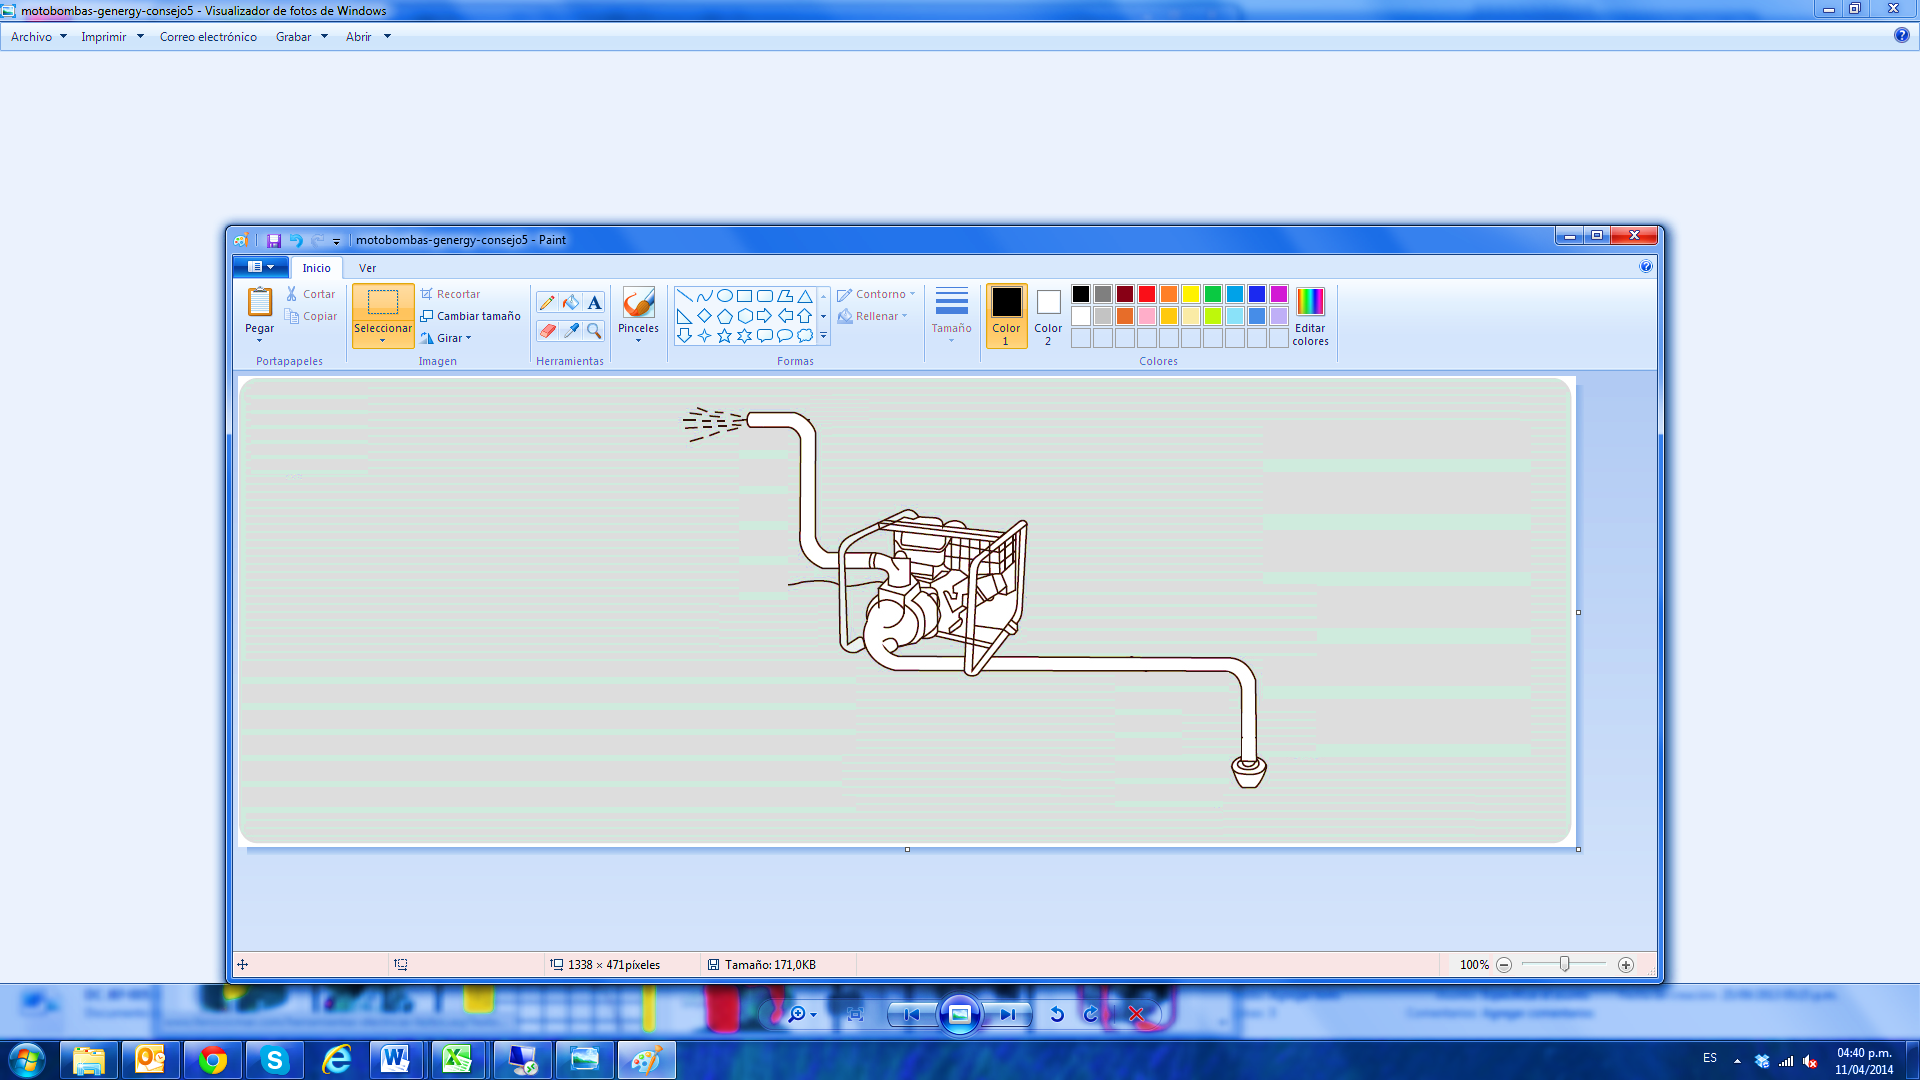 motobombas-genergy-consejo5 - Visualizador de fotos de Windows
Archivo Imprimir Correo electrónico Grabar Abrir
motobombas-genergy-consejo5 - Paint
Inicio Ver
Pegar
Cortar
Copiar
Portapapeles
Seleccionar
Recortar
Cambiar tamaño
Girar
Imagen
A
Herramientas
Pinceles
Formas
Contorno
Rellenar
Tamaño
Color
1
Color
2
Editar
colores
Colores
1338 × 471píxeles
Tamaño: 171,0KB
100%
ES
04:40 p.m.
11/04/2014